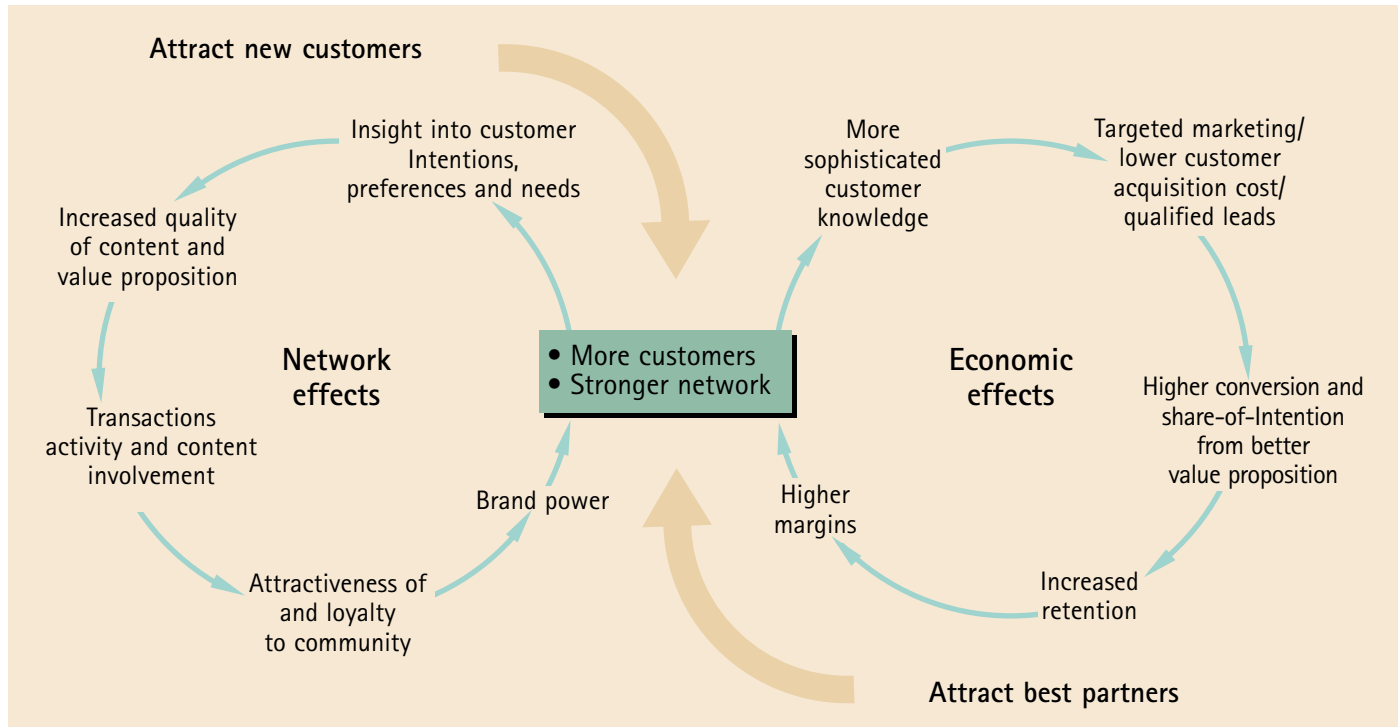 Attract new customers
Insight into customer
Intentions,
preferences and needs
Increased quality
of content and
value proposition
Network
effects
Transactions
activity and content
involvement
Attractiveness of
and loyalty
to community
Brand power
• More customers
• Stronger network
More
sophisticated
customer
knowledge
Targeted marketing/
lower customer
acquisition cost/
qualified leads
Economic
effects
Higher conversion and
share-of-Intention
from better
value proposition
Increased
retention
Higher
margins
Attract best partners